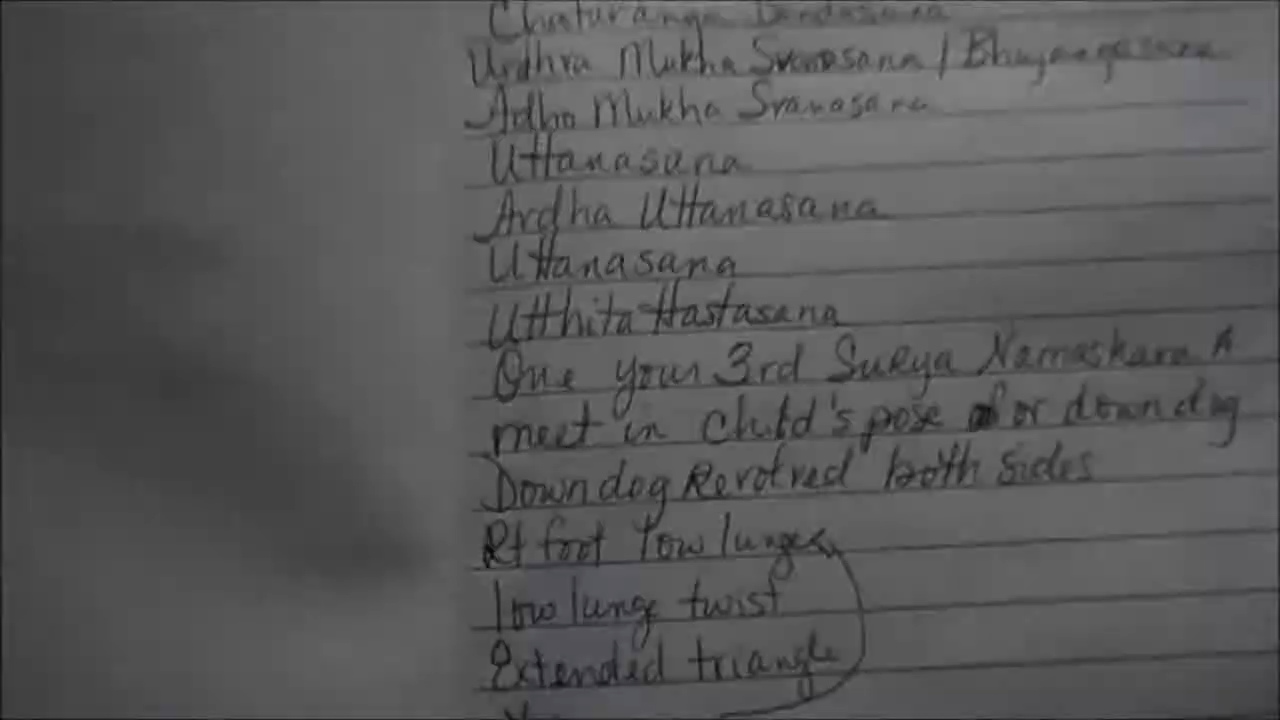 Chaturanga Dandasana
Urdhva Mukha Svanasana / Bhujangasana
Adho Mukha Svanasana
Uttanasana
Ardha Uttanasana
Uttanasana
Utthita Hastasana
One your 3rd Surya Namaskara A
meet in Child's pose or down dog
Down dog Revolved both sides
Rt foot low lunges
low lunge twist
Extended triangle